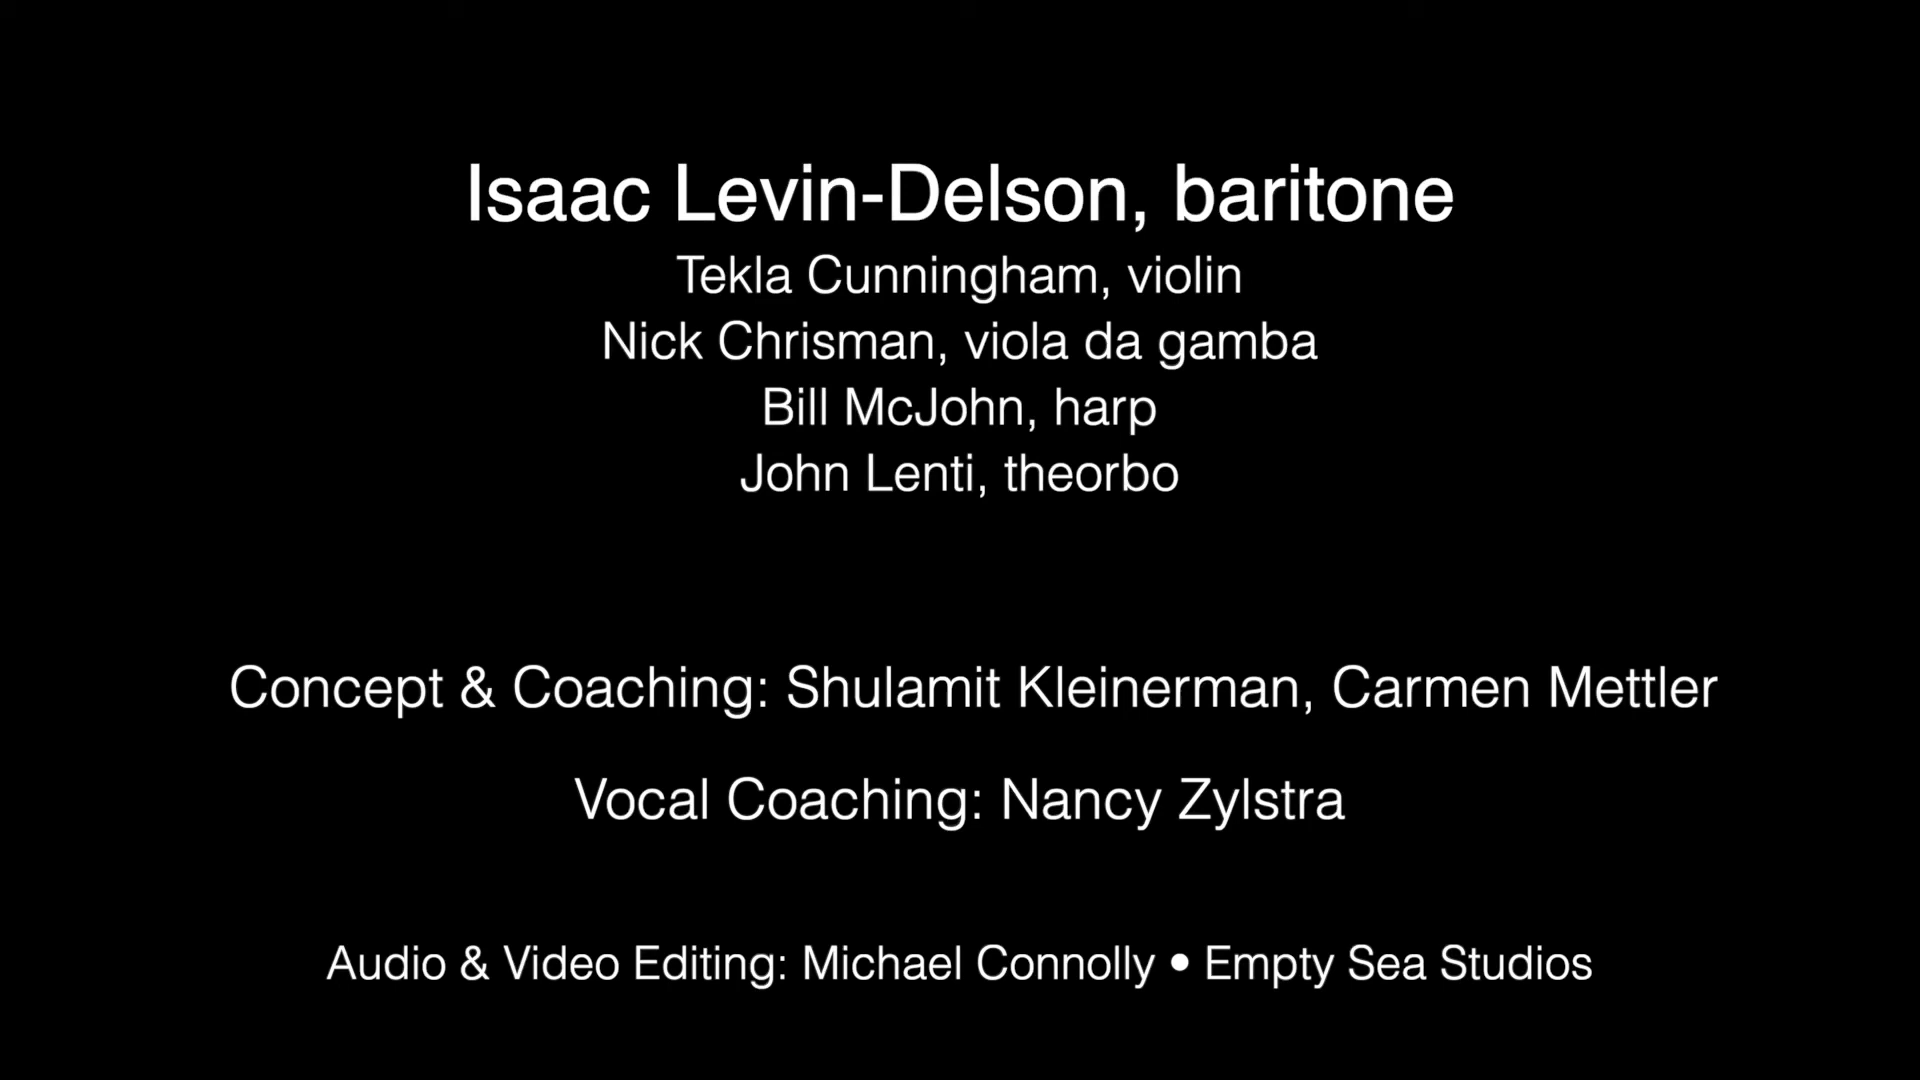 Isaac Levin-Delson, baritone
Tekla Cunningham, violin
Nick Chrisman, viola da gamba
Bill McJohn, harp
John Lenti, theorbo
Concept & Coaching: Shulamit Kleinerman, Carmen Mettler
Vocal Coaching: Nancy Zylstra
Audio & Video Editing: Michael Connolly • Empty Sea Studios